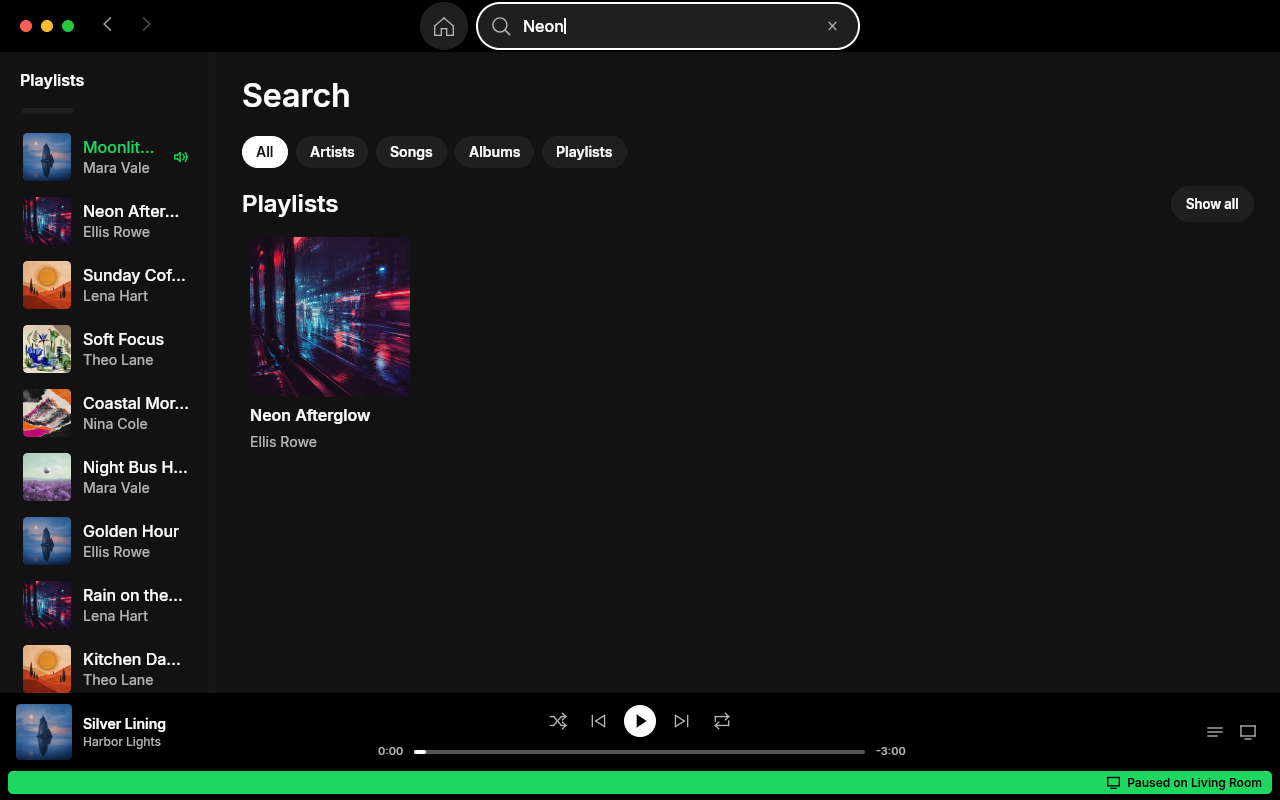 Neon
Playlists
Moonlit...
Mara Vale
Neon After...
Ellis Rowe
Sunday Cof...
Lena Hart
Soft Focus
Theo Lane
Coastal Mor...
Nina Cole
Night Bus H...
Mara Vale
Golden Hour
Ellis Rowe
Rain on the...
Lena Hart
Kitchen Da...
Theo Lane
Search
All Artists Songs Albums Playlists
Playlists Show all
Neon Afterglow
Ellis Rowe
Silver Lining
Harbor Lights
0:00 -3:00
Paused on Living Room